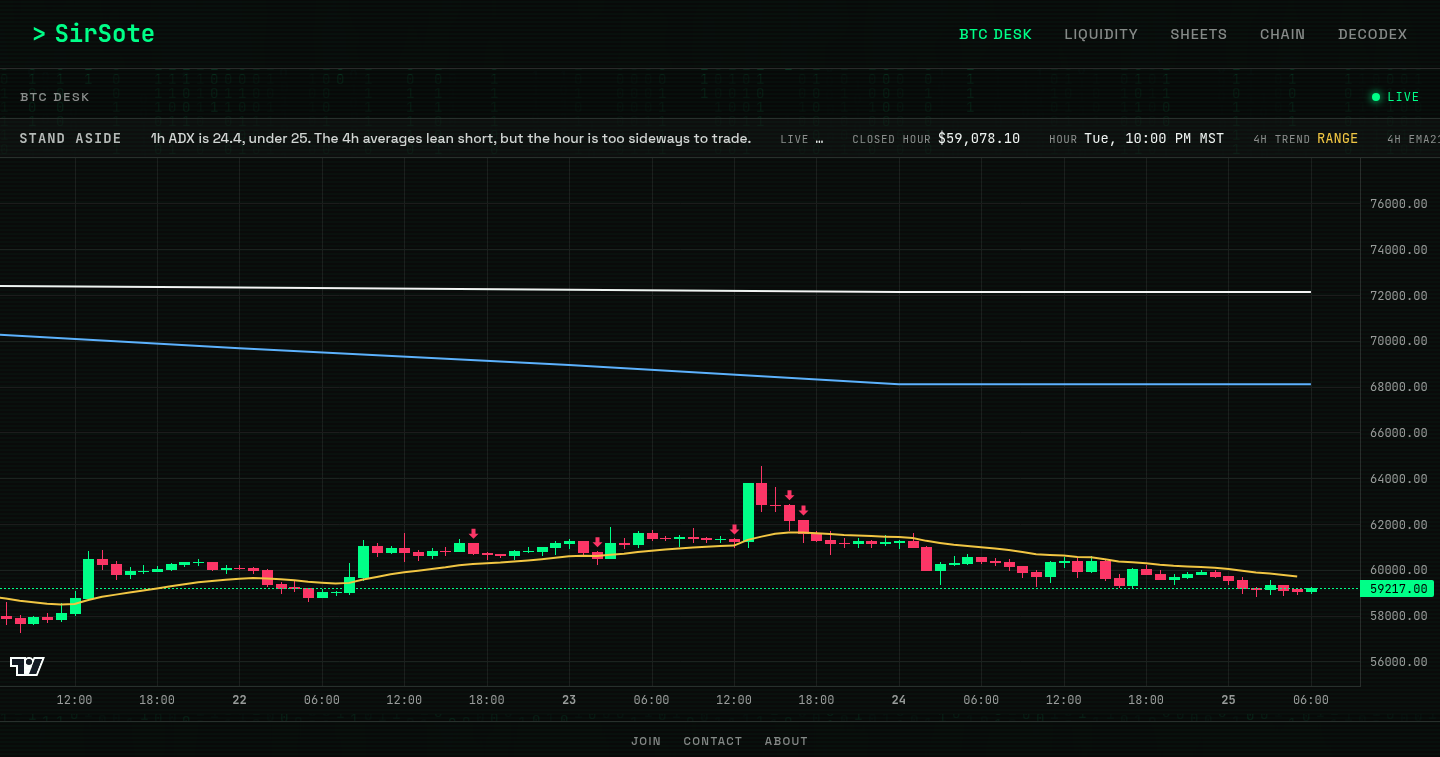 > SirSote
BTC DESK LIQUIDITY SHEETS CHAIN DECODEX
BTC DESK
LIVE
STAND ASIDE 1h ADX is 24.4, under 25. The 4h averages lean short, but the hour is too sideways to trade. LIVE … CLOSED HOUR $59,078.10 HOUR Tue, 10:00 PM MST 4H TREND RANGE 4H EMA21
76000.00
74000.00
72000.00
70000.00
68000.00
66000.00
64000.00
62000.00
60000.00
59217.00
58000.00
56000.00
12:00 18:00 22 06:00 12:00 18:00 23 06:00 12:00 18:00 24 06:00 12:00 18:00 25 06:00
JOIN CONTACT ABOUT